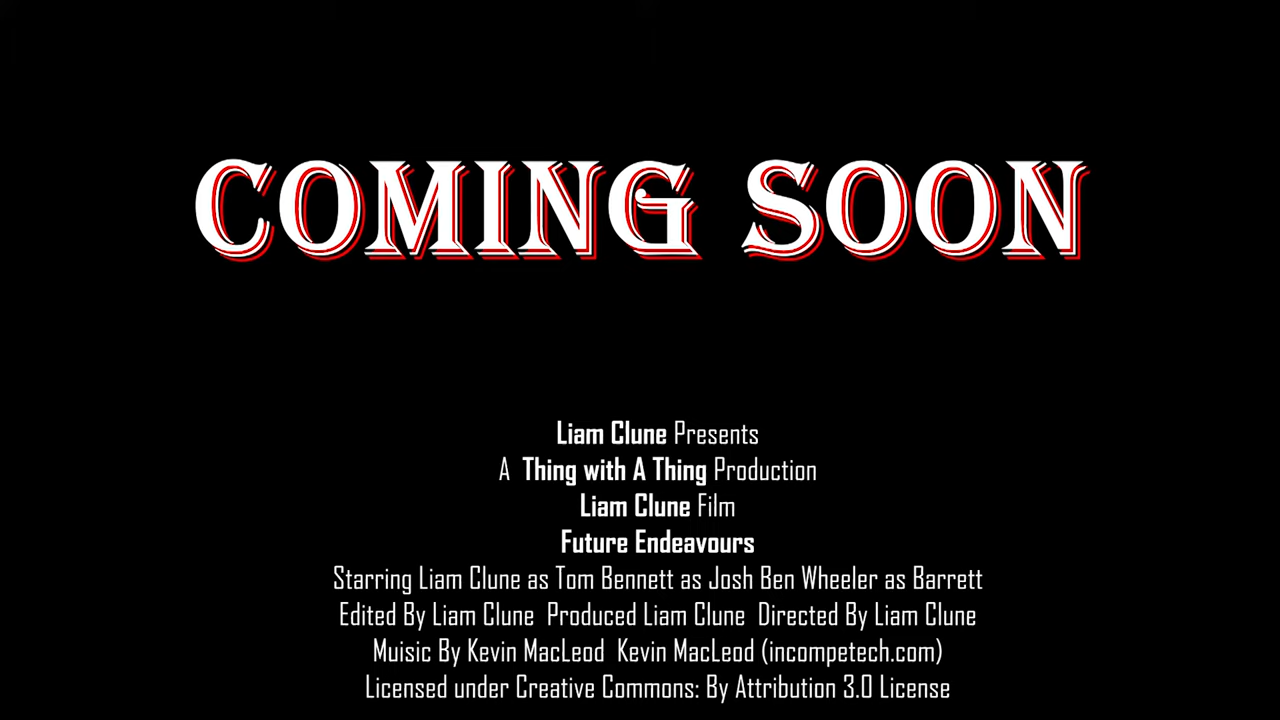 COMING SOON
Liam Clune Presents
A Thing with A Thing Production
Liam Clune Film
Future Endeavours
Starring Liam Clune as Tom Bennett as Josh Ben Wheeler as Barrett
Edited By Liam Clune Produced Liam Clune Directed By Liam Clune
Muisic By Kevin MacLeod Kevin MacLeod (incompetech.com)
Licensed under Creative Commons: By Attribution 3.0 License